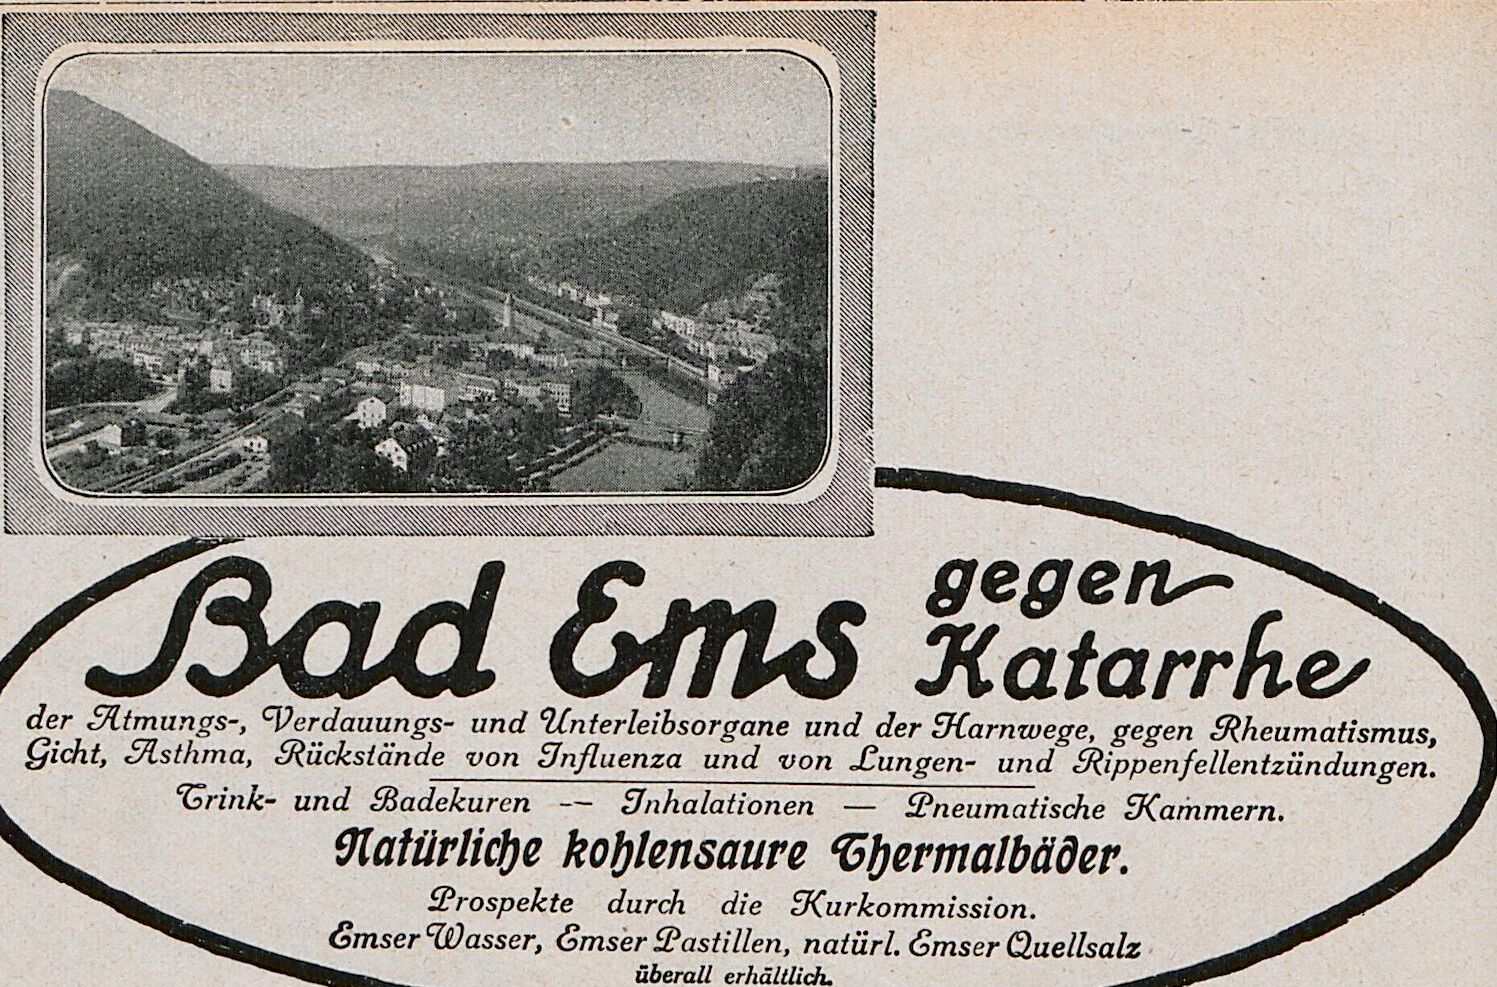 Bad Ems gegen Katarrhe
der Atmungs-, Verdauungs- und Unterleibsorgane und der Harnwege, gegen Rheumatismus,
Gicht, Asthma, Rückstände von Influenza und von Lungen- und Rippenfellentzündungen.
Trink- und Badekuren -- Inhalationen — Pneumatische Kammern.
Natürliche kohlensaure Thermalbäder.
Prospekte durch die Kurkommission.
Emser Wasser, Emser Pastillen, natürl. Emser Quellsalz
überall erhältlich.